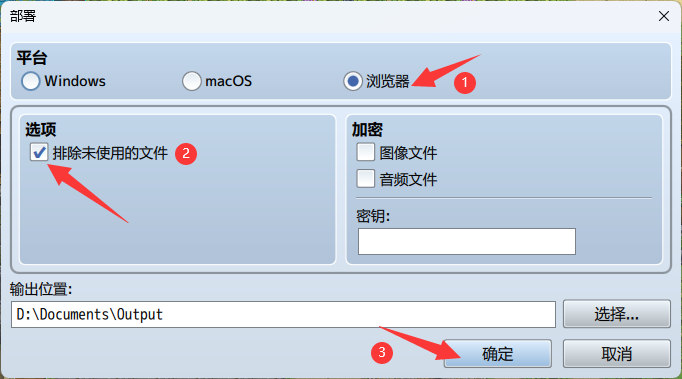 部署
平台
Windows macOS 浏览器 1
选项
排除未使用的文件 2
加密
图像文件
音频文件
密钥:
输出位置:
D:\Documents\Output 选择...
3 确定 取消